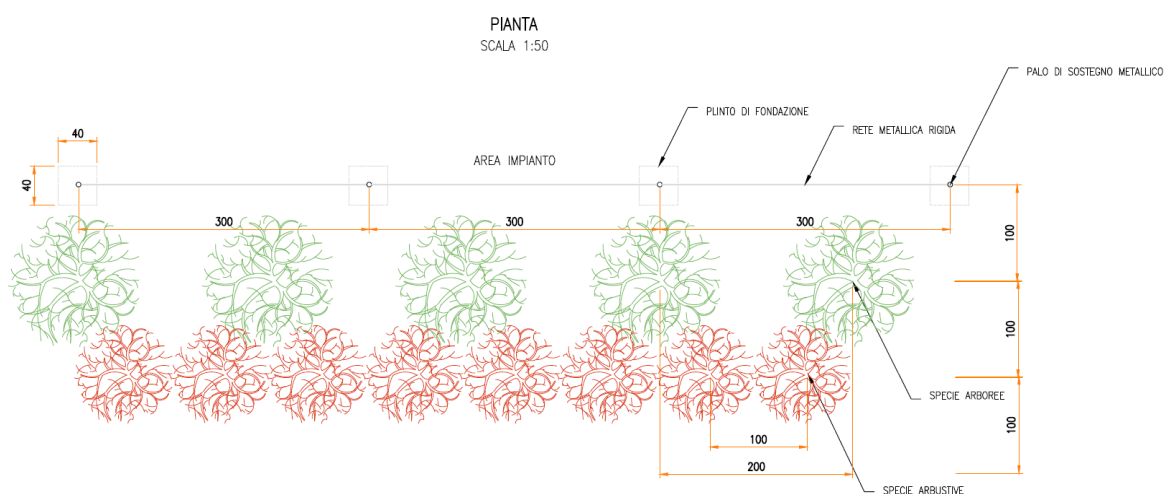 PIANTA
SCALA 1:50
PALO DI SOSTEGNO METALLICO
PLINTO DI FONDAZIONE
RETE METALLICA RIGIDA
40
AREA IMPIANTO
40
300
300
300
100
100
SPECIE ARBOREE
100
100
200
SPECIE ARBUSTIVE